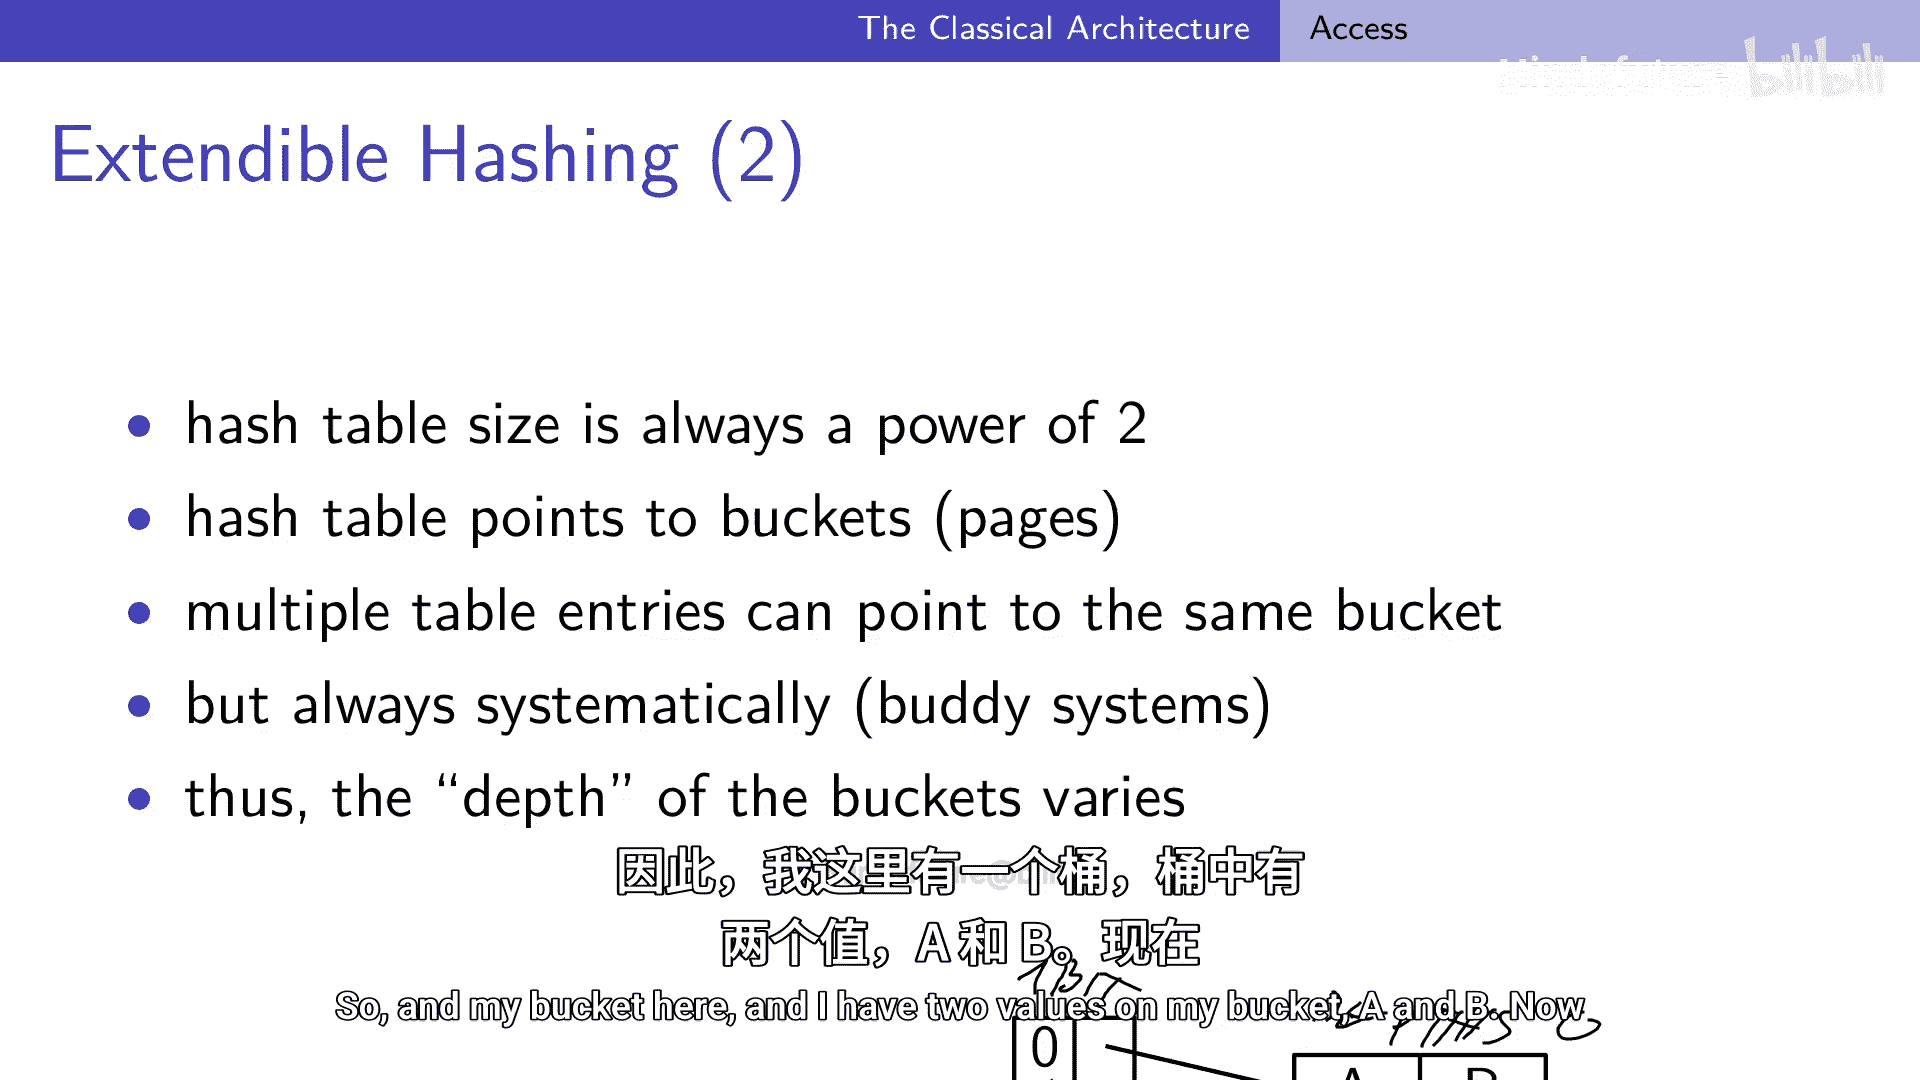 The Classical Architecture Access
bilibili
Extendible Hashing (2)
• hash table size is always a power of 2
• hash table points to buckets (pages)
• multiple table entries can point to the same bucket
• but always systematically (buddy systems)
• thus, the “depth” of the buckets varies
因此，我这里有一个桶，桶中有
两个值，A 和 B。现在
So, and my bucket here, and I have two values on my bucket, A and B. Now
0
A B